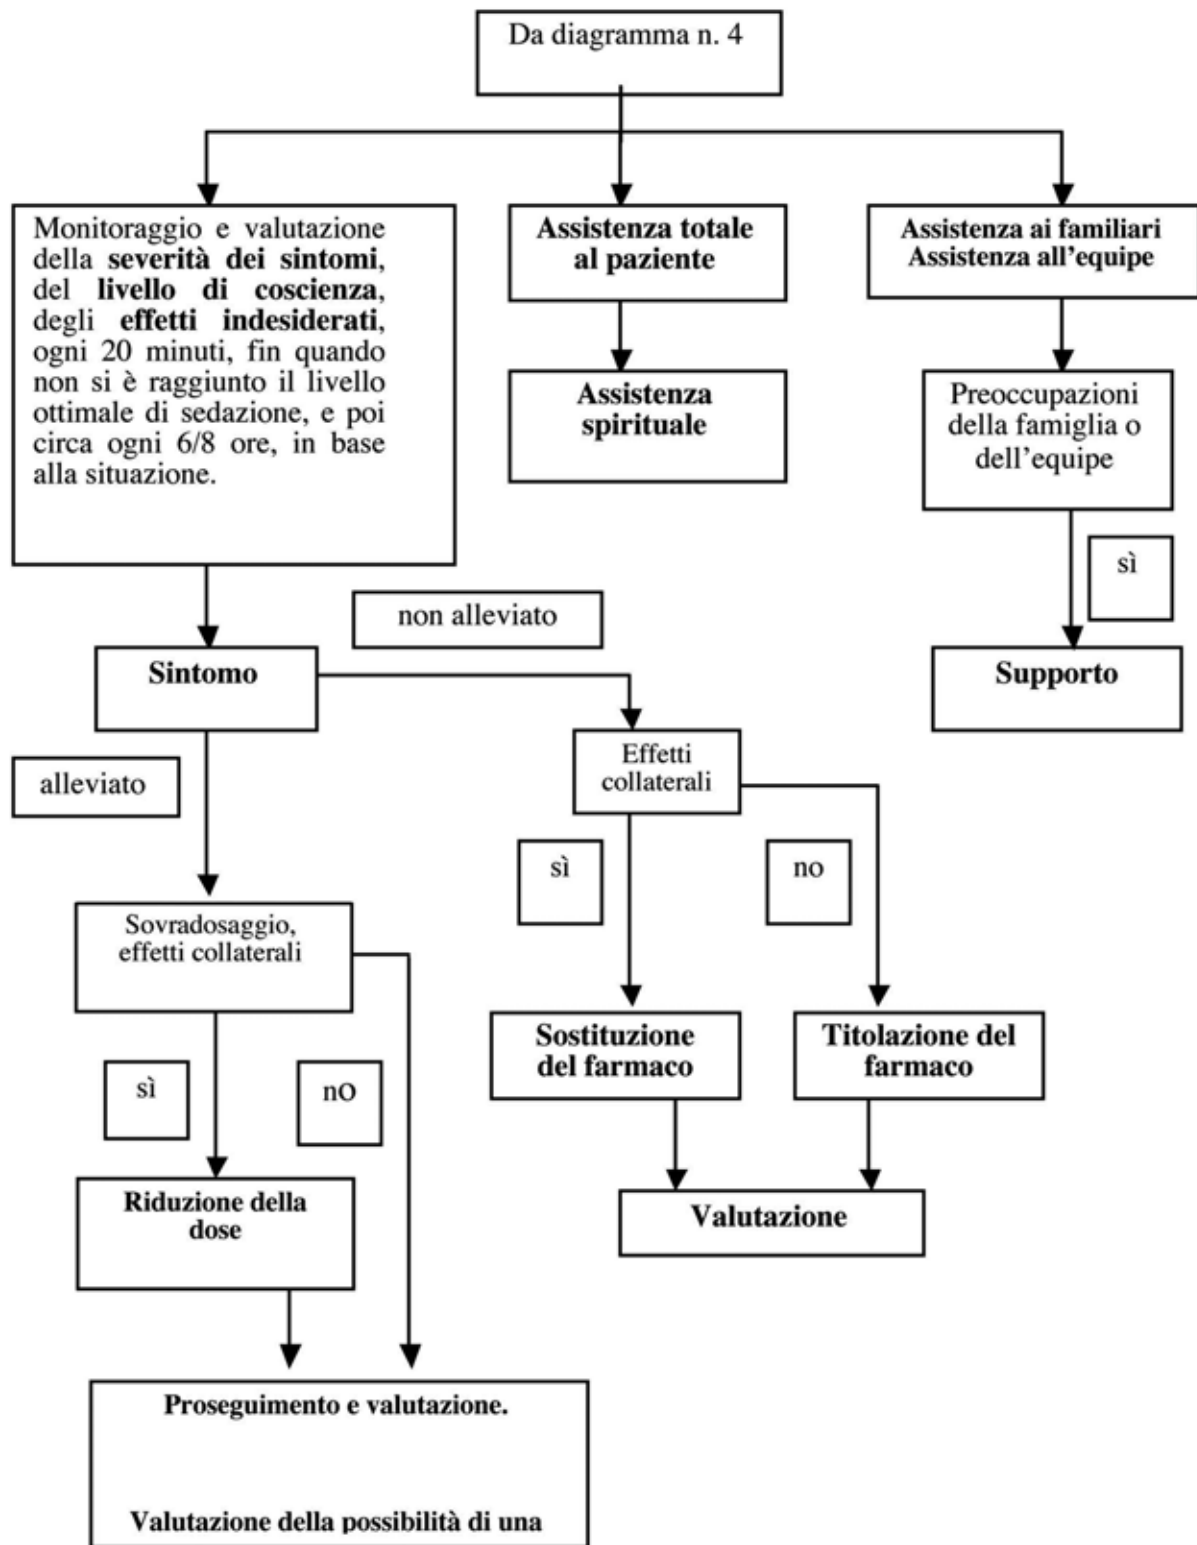 Da diagramma n. 4
Monitoraggio e valutazione
della severità dei sintomi,
del livello di coscienza,
degli effetti indesiderati,
ogni 20 minuti, fin quando
non si è raggiunto il livello
ottimale di sedazione, e poi
circa ogni 6/8 ore, in base
alla situazione.
Assistenza totale
al paziente
Assistenza ai familiari
Assistenza all'equipe
Assistenza
spirituale
Preoccupazioni
della famiglia o
dell'equipe
sì
non alleviato
Sintomo
Supporto
alleviato
Effetti
collaterali
sì
no
Sovradosaggio,
effetti collaterali
sì
no
Sostituzione
del farmaco
Titolazione del
farmaco
Riduzione della
dose
Valutazione
Proseguimento e valutazione.
Valutazione della possibilità di una